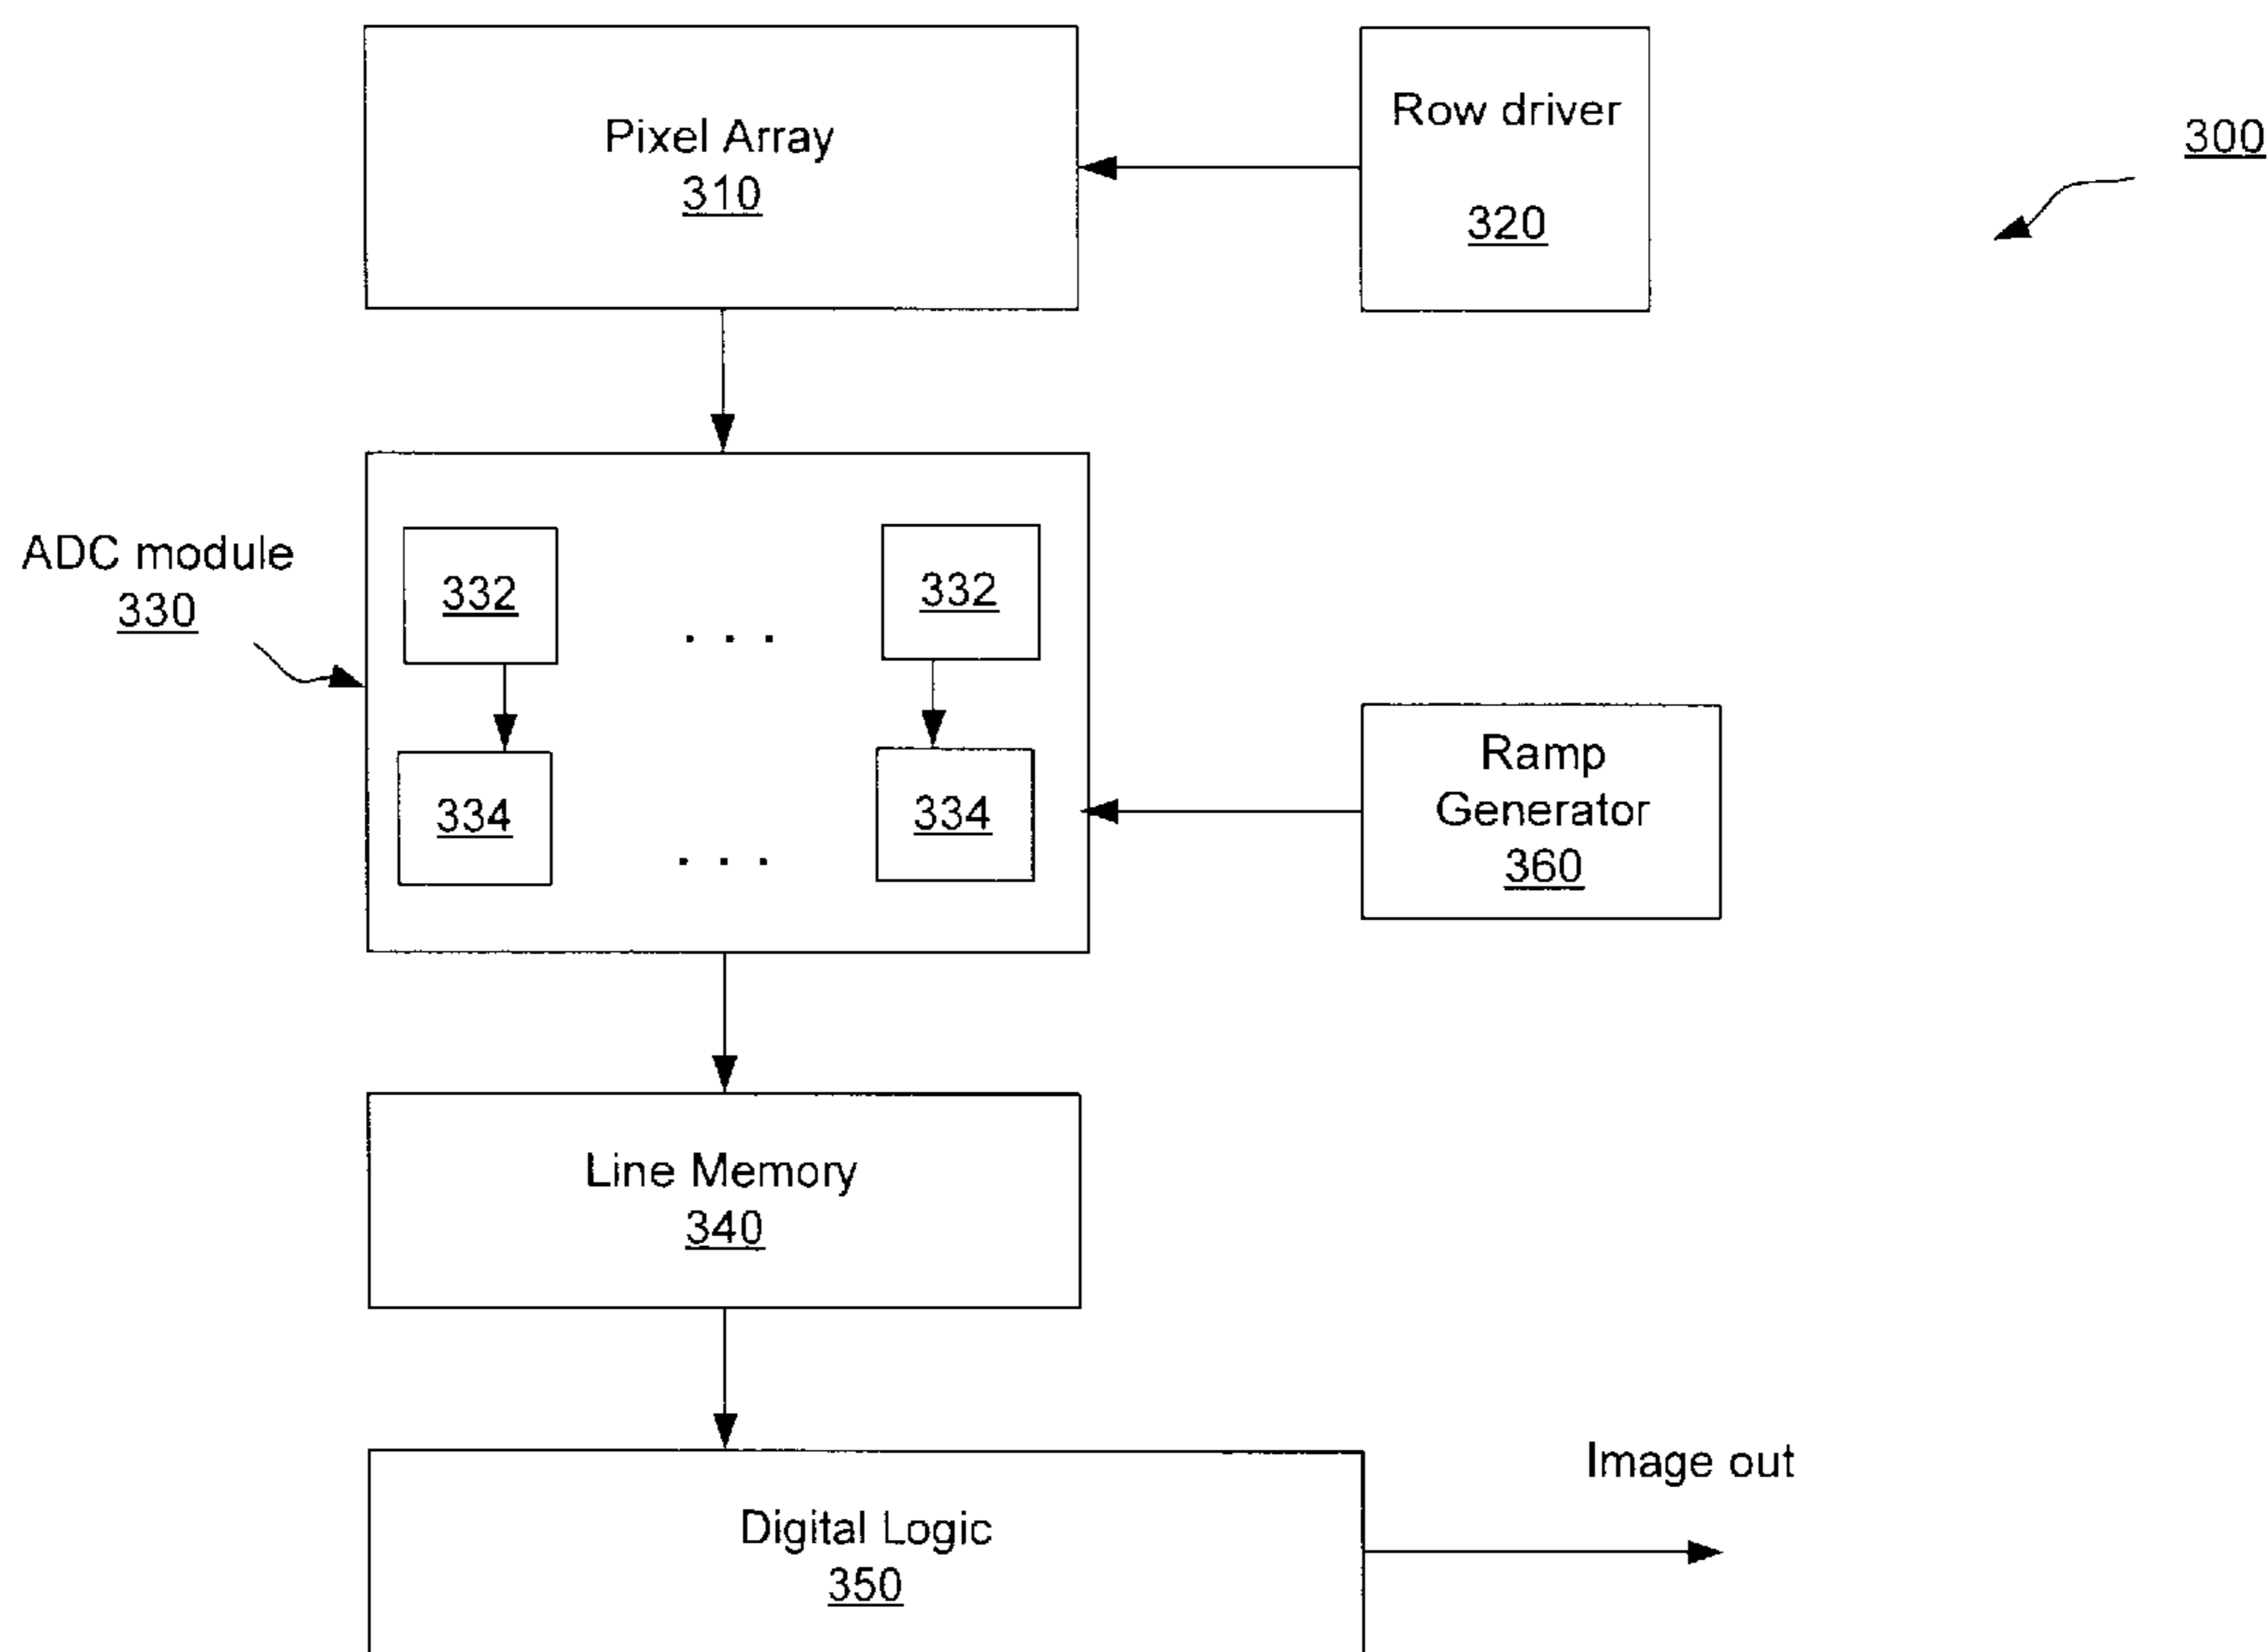 Pixel Array
310
Row driver
320
300
ADC module
330
332
. . .
332
334
. . .
334
Ramp
Generator
360
Line Memory
340
Digital Logic
350
Image out